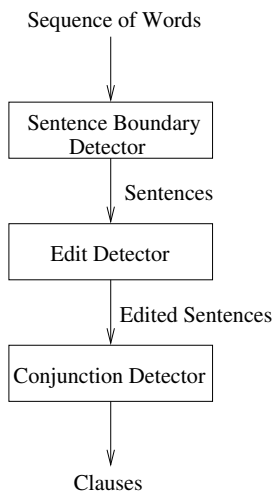 Sequence of Words
Sentence Boundary
Detector
Sentences
Edit Detector
Edited Sentences
Conjunction Detector
Clauses